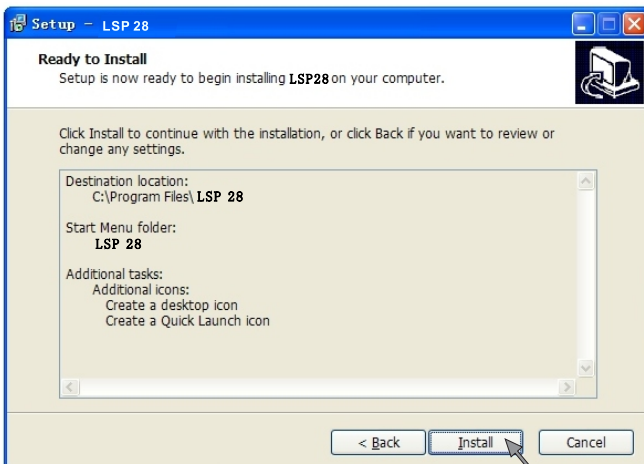 Setup - LSP 28
Ready to Install
Setup is now ready to begin installing LSP28 on your computer.
Click Install to continue with the installation, or click Back if you want to review or
change any settings.
Destination location:
C:\Program Files\ LSP 28
Start Menu folder:
LSP 28
Additional tasks:
Additional icons:
Create a desktop icon
Create a Quick Launch icon
< Back Install Cancel